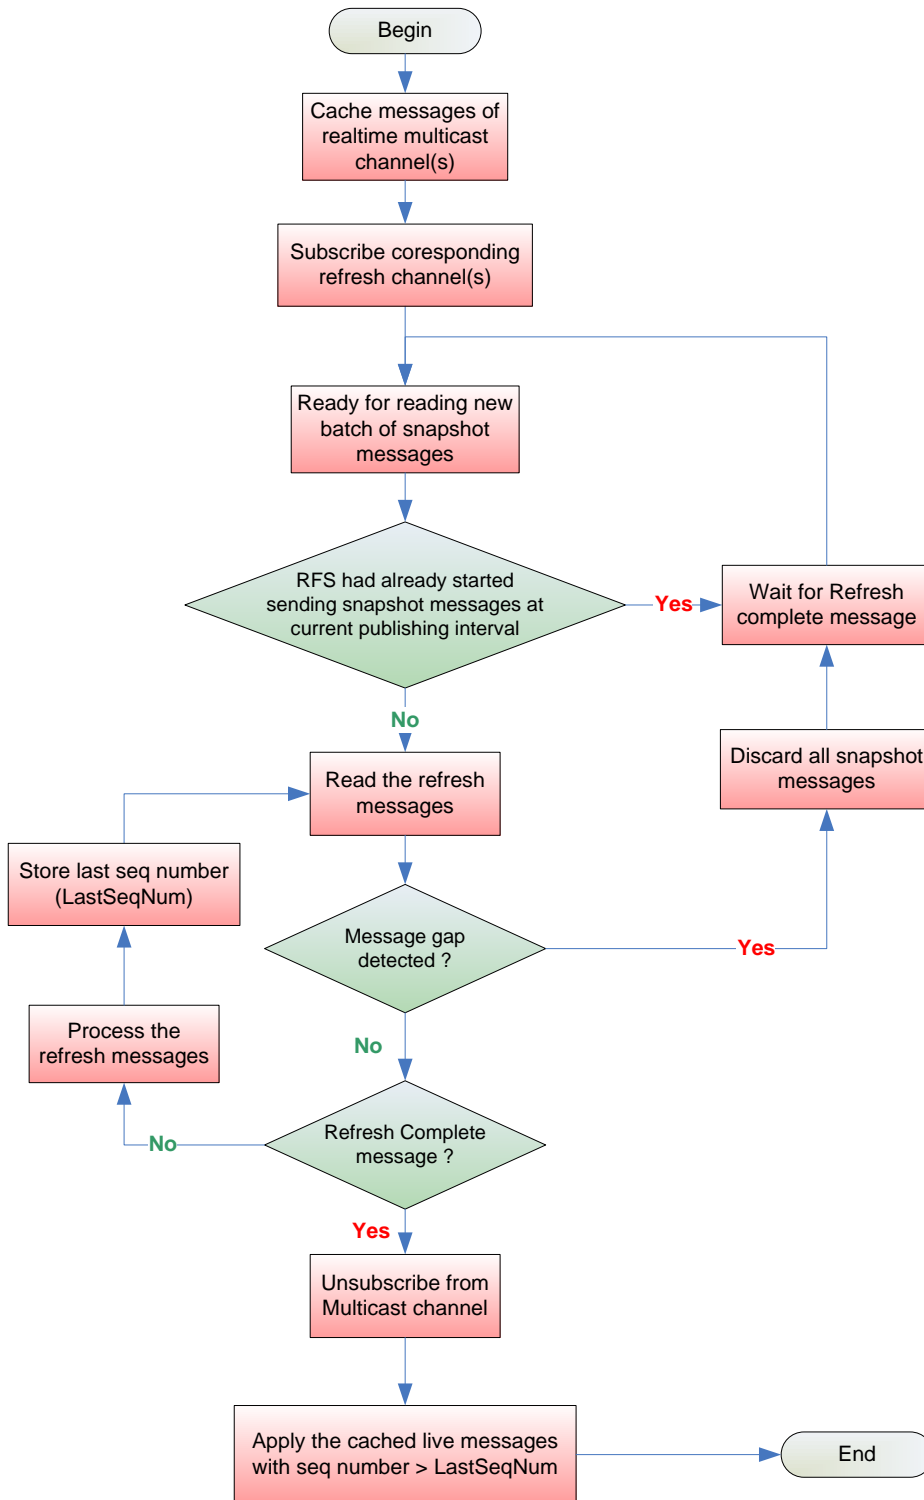 Begin
Cache messages of
realtime multicast
channel(s)
Subscribe coresponding
refresh channel(s)
Ready for reading new
batch of snapshot
messages
RFS had already started
sending snapshot messages at
current publishing interval
Yes
Wait for Refresh
complete message
No
Read the refresh
messages
Discard all snapshot
messages
Store last seq number
(LastSeqNum)
Message gap
detected ?
Yes
Process the
refresh messages
No
Refresh Complete
message ?
No
Yes
Unsubscribe from
Multicast channel
Apply the cached live messages
with seq number > LastSeqNum
End